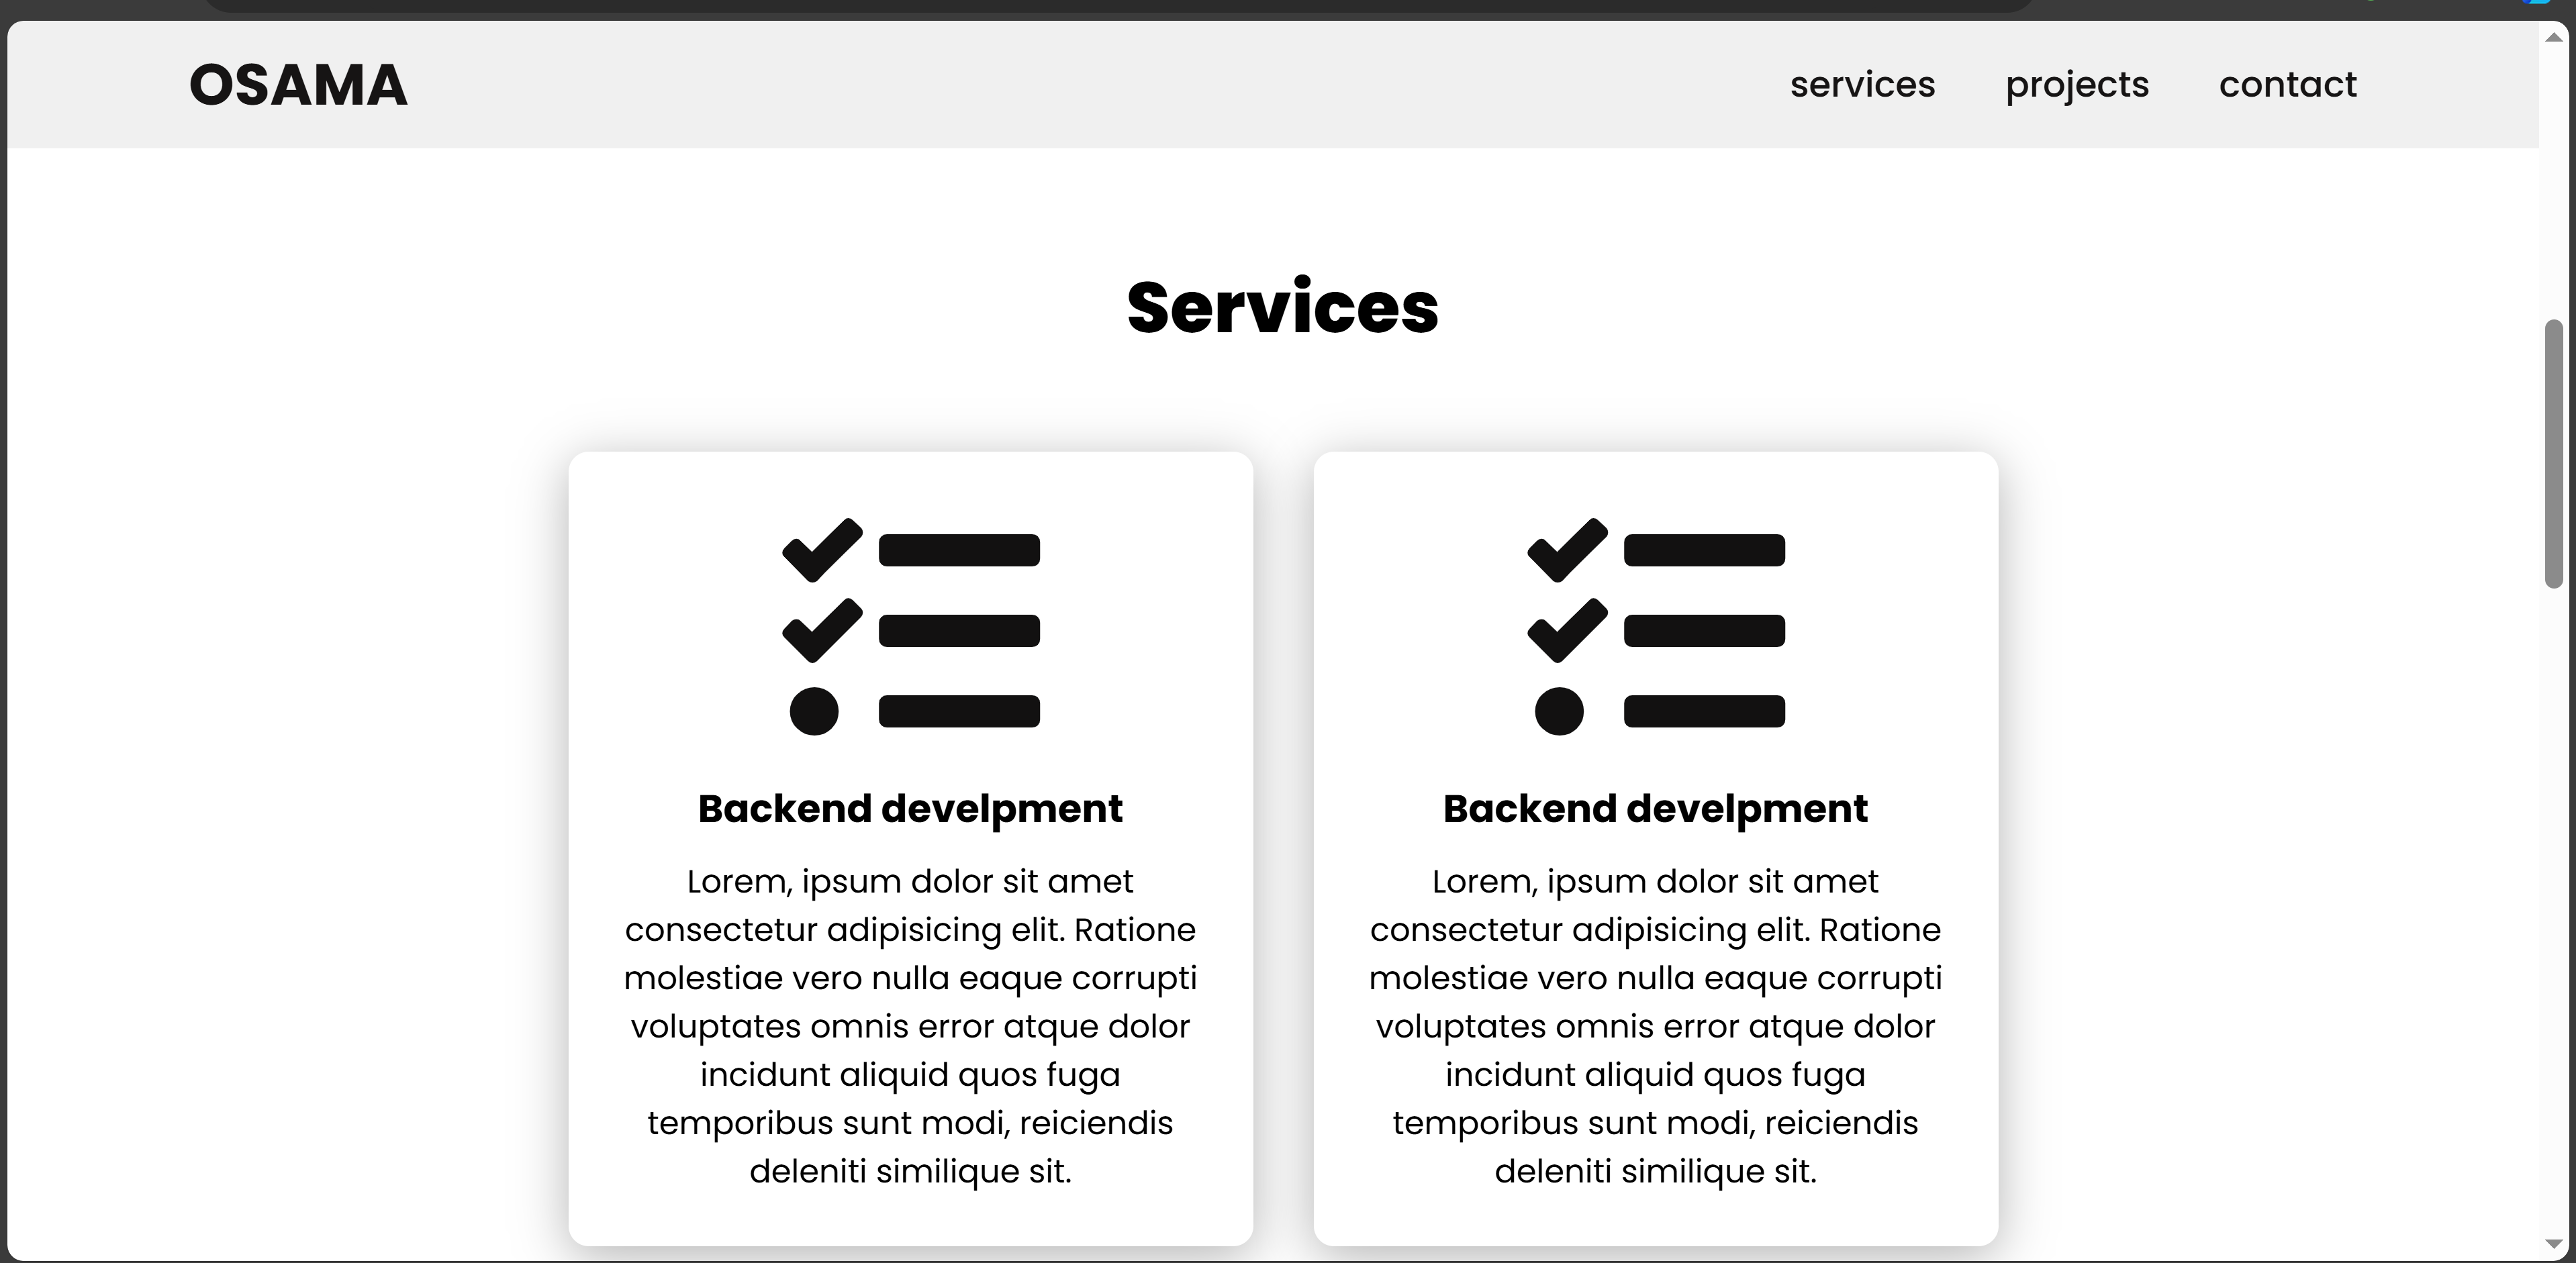 OSAMA
services projects contact
Services
Backend develpment
Lorem, ipsum dolor sit amet
consectetur adipisicing elit. Ratione
molestiae vero nulla eaque corrupti
voluptates omnis error atque dolor
incidunt aliquid quos fuga
temporibus sunt modi, reiciendis
deleniti similique sit.
Backend develpment
Lorem, ipsum dolor sit amet
consectetur adipisicing elit. Ratione
molestiae vero nulla eaque corrupti
voluptates omnis error atque dolor
incidunt aliquid quos fuga
temporibus sunt modi, reiciendis
deleniti similique sit.